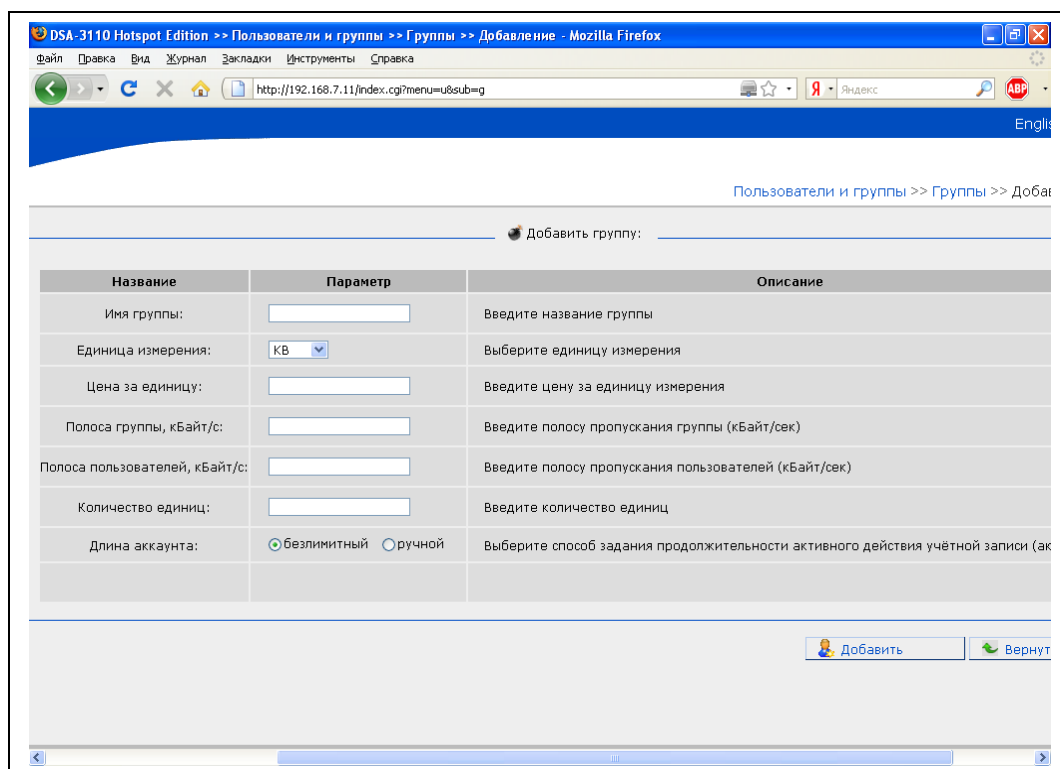 DSA-3110 Hotspot Edition >> Пользователи и группы >> Группы >> Добавление - Mozilla Firefox
Файл Правка Вид Журнал Закладки Инструменты Справка
http://192.168.7.11/index.cgi?menu=u&sub=g Я Яндекс ABP
Englis
Пользователи и группы >> Группы >> Добав
Добавить группу:
Название Параметр Описание
Имя группы: Введите название группы
Единица измерения: KB Выберите единицу измерения
Цена за единицу: Введите цену за единицу измерения
Полоса группы, кБайт/с: Введите полосу пропускания группы (кБайт/сек)
Полоса пользователей, кБайт/с: Введите полосу пропускания пользователей (кБайт/сек)
Количество единиц: Введите количество единиц
Длина аккаунта: безлимитный ручной Выберите способ задания продолжительности активного действия учётной записи (ак
Добавить Вернут